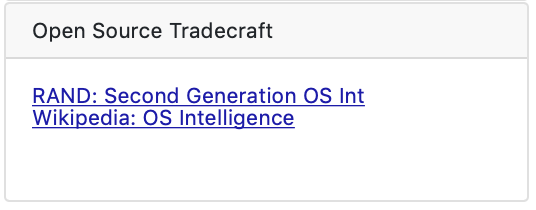 Open Source Tradecraft
RAND: Second Generation OS Int
Wikipedia: OS Intelligence